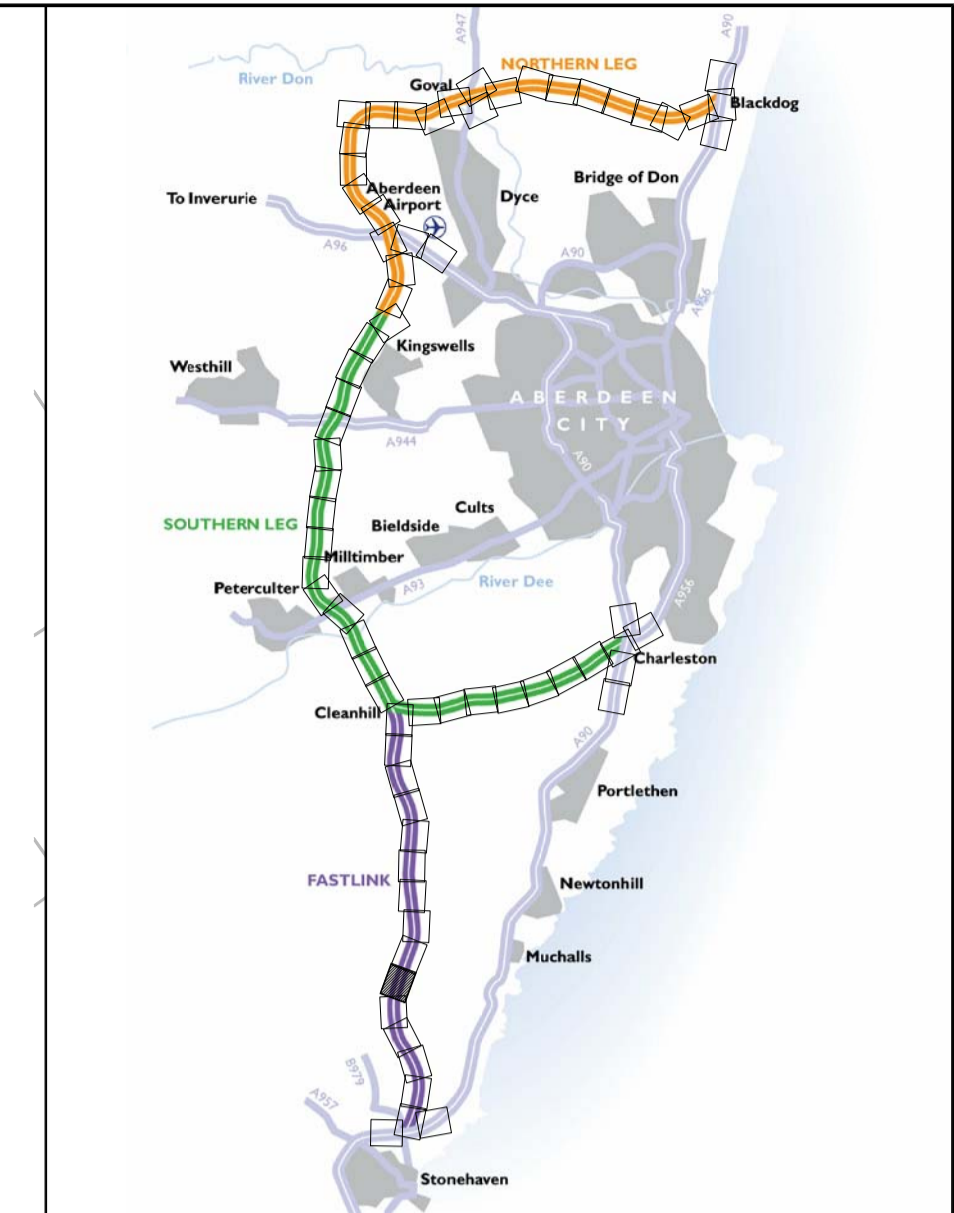 A947
A90
NORTHERN LEG
River Don
Goval
Blackdog
Aberdeen
Airport
Dyce
Bridge of Don
To Inverurie
A96
A90
A956
Kingswells
Westhill
ABERDEEN
CITY
A944
A90
Cults
SOUTHERN LEG
Bieldside
Milltimber
Peterculter
A93
River Dee
A956
Charleston
Cleanhill
A90
Portlethen
FASTLINK
Newtonhill
Muchalls
B979
A957
Stonehaven